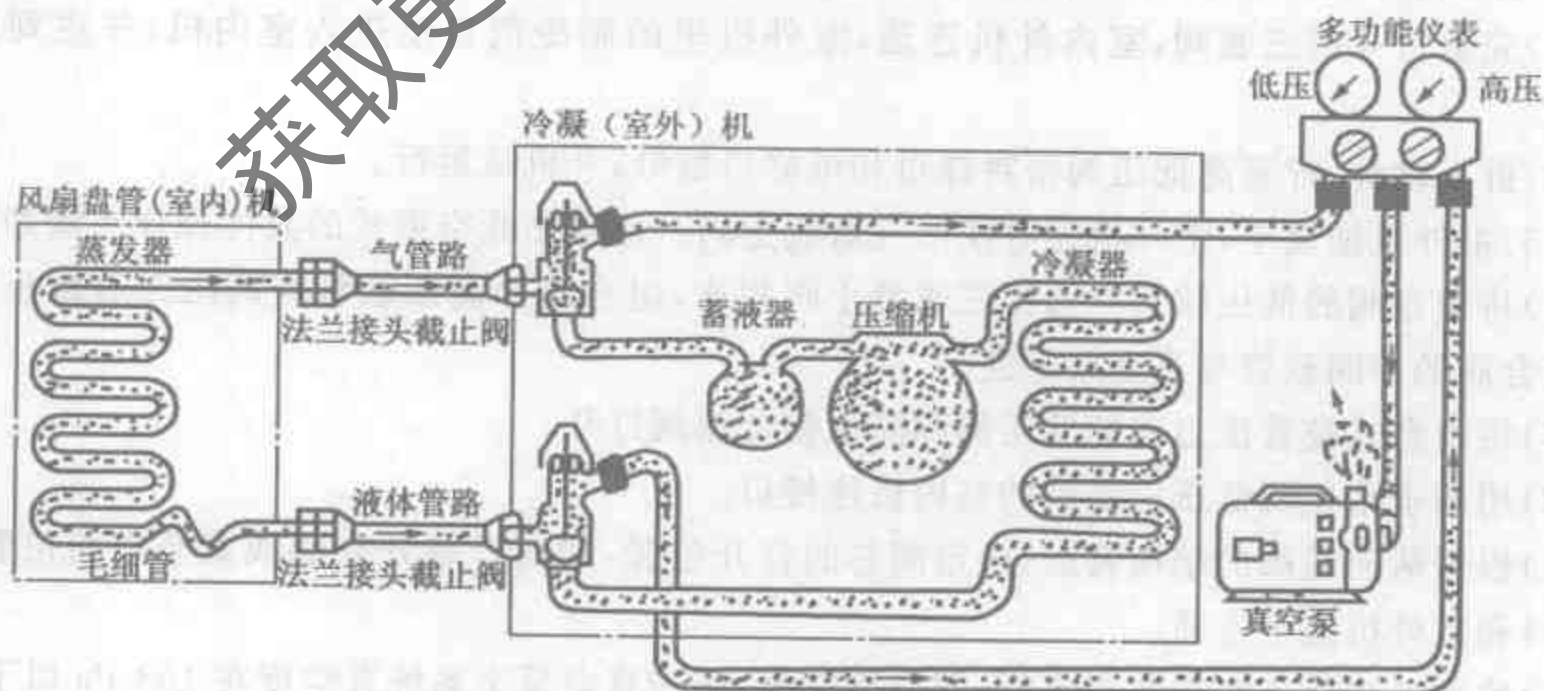 获取更
多功能仪表
低压
高压
冷凝（室外）机
风扇盘管(室内)机
蒸发器
气管路
法兰接头截止阀
蓄液器
压缩机
冷凝器
液体管路
毛细管
法兰接头截止阀
真空泵